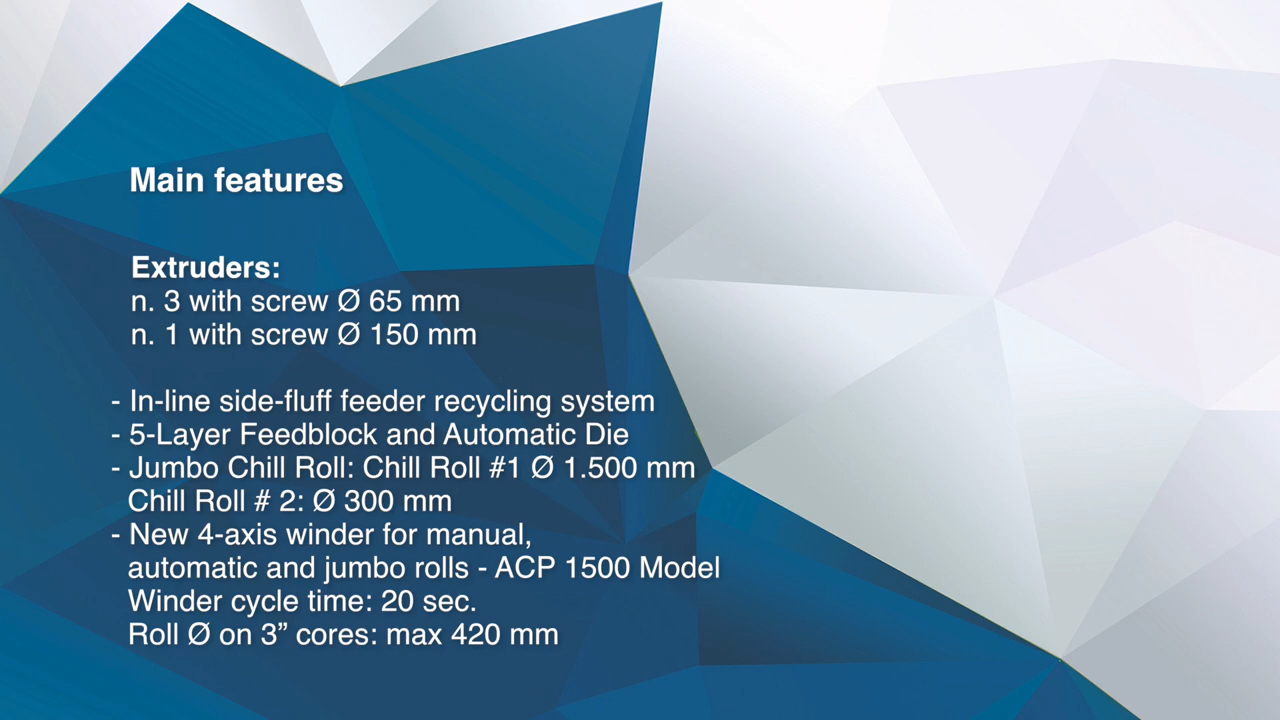 Main features
Extruders:
n. 3 with screw Ø 65 mm
n. 1 with screw Ø 150 mm
- In-line side-fluff feeder recycling system
- 5-Layer Feedblock and Automatic Die
- Jumbo Chill Roll: Chill Roll #1 Ø 1.500 mm
Chill Roll # 2: Ø 300 mm
- New 4-axis winder for manual,
automatic and jumbo rolls - ACP 1500 Model
Winder cycle time: 20 sec.
Roll Ø on 3” cores: max 420 mm